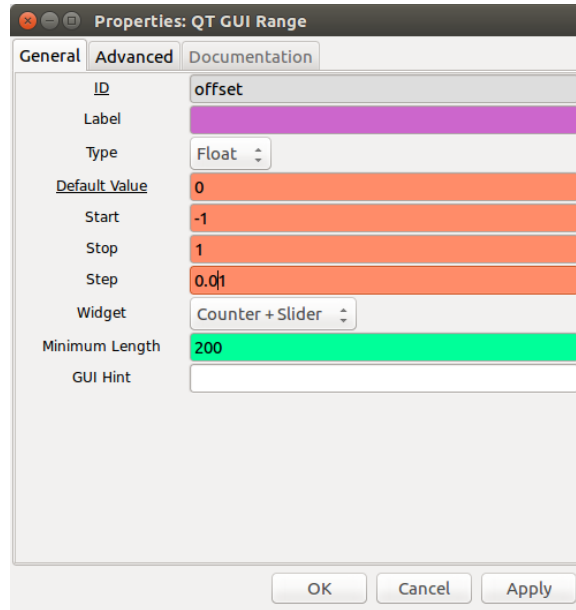 Properties: QT GUI Range
General Advanced Documentation
ID offset
Label
Type Float
Default Value 0
Start -1
Stop 1
Step 0.01
Widget Counter + Slider
Minimum Length 200
GUI Hint
OK Cancel Apply